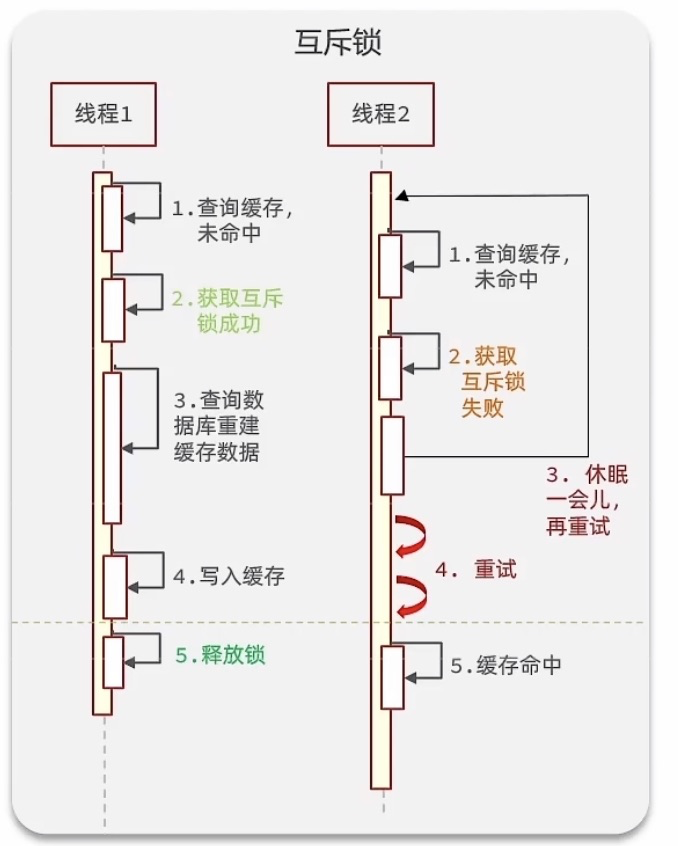 互斥锁
线程1
1.查询缓存,
未命中
2.获取互斥
锁成功
3.查询数
据库重建
缓存数据
4.写入缓存
5.释放锁
线程2
1.查询缓存,
未命中
2.获取
互斥锁
失败
3. 休眠
一会儿,
再重试
4. 重试
5.缓存命中